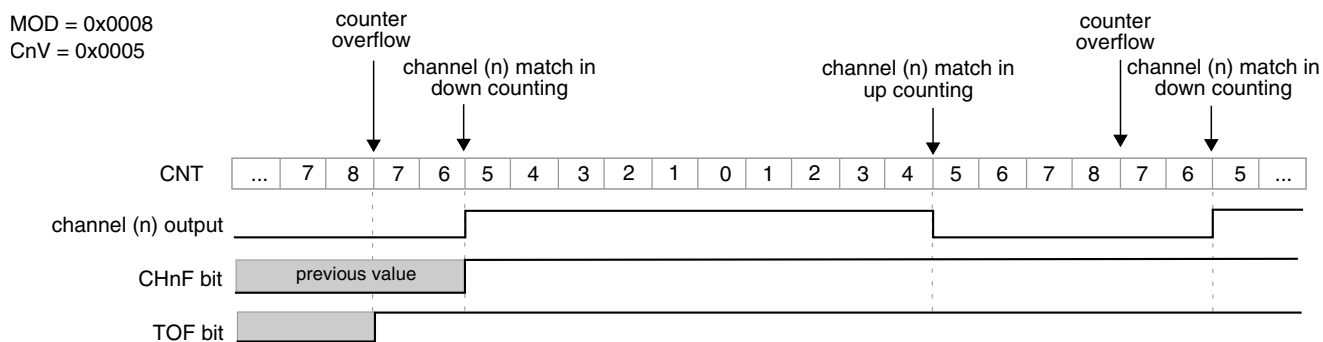 MOD = 0x0008
CnV = 0x0005
counter
overflow
channel (n) match in
down counting
channel (n) match in
up counting
counter
overflow
channel (n) match in
down counting
CNT ... 7 8 7 6 5 4 3 2 1 0 1 2 3 4 5 6 7 8 7 6 5 ...
channel (n) output
CHnF bit previous value
TOF bit